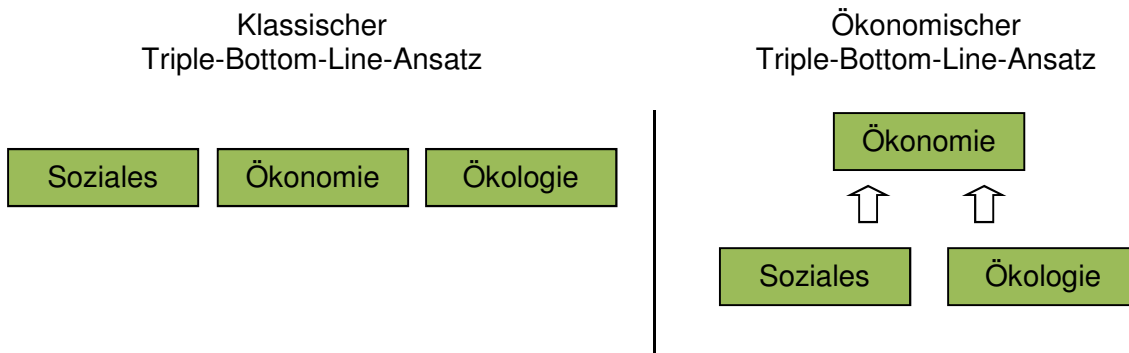 Klassischer
Triple-Bottom-Line-Ansatz
Soziales
Ökonomie
Ökologie
Ökonomischer
Triple-Bottom-Line-Ansatz
Ökonomie
Soziales
Ökologie